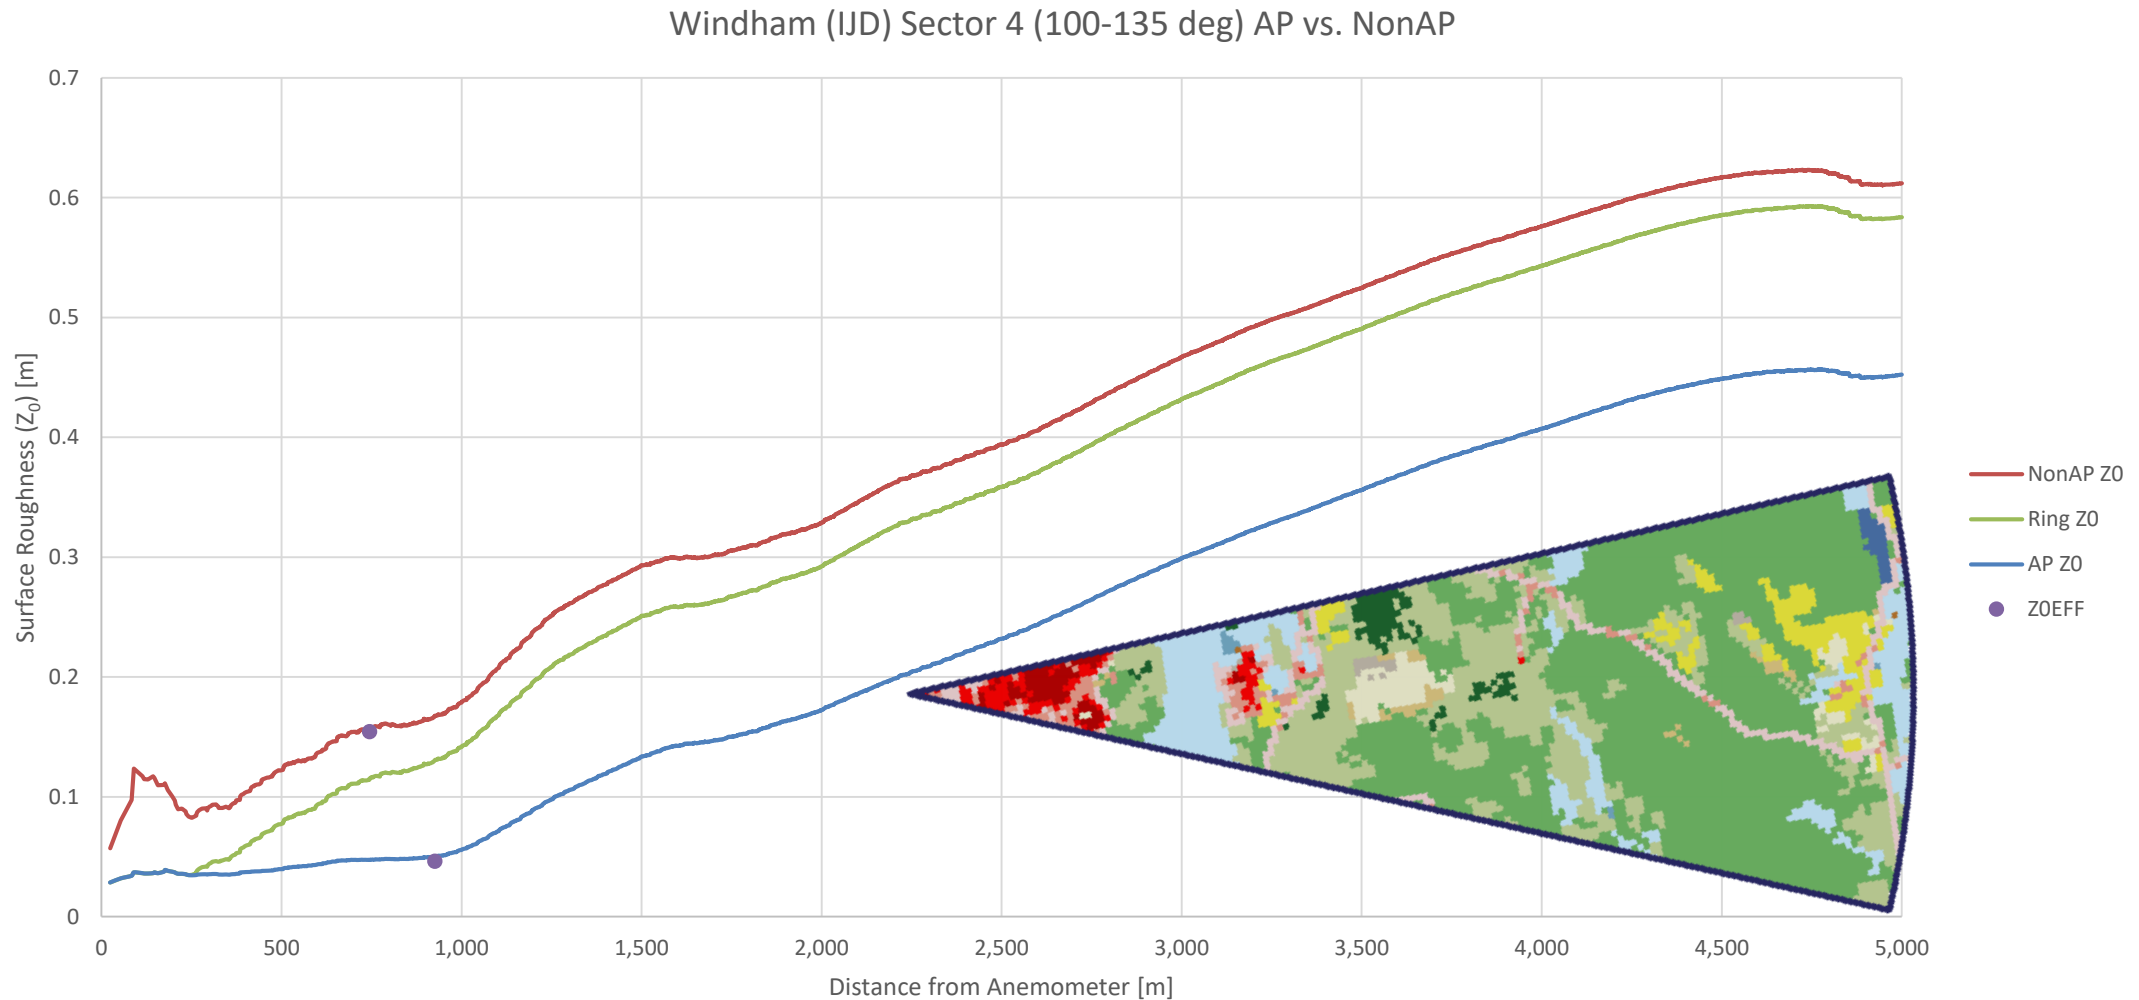 Windham (IJD) Sector 4 (100-135 deg) AP vs. NonAP
0.7
0.6
0.5
0.4
0.3
0.2
0.1
0
Surface Roughness (Z0) [m]
0 500 1,000 1,500 2,000 2,500 3,000 3,500 4,000 4,500 5,000
Distance from Anemometer [m]
NonAP Z0
Ring Z0
AP Z0
Z0EFF